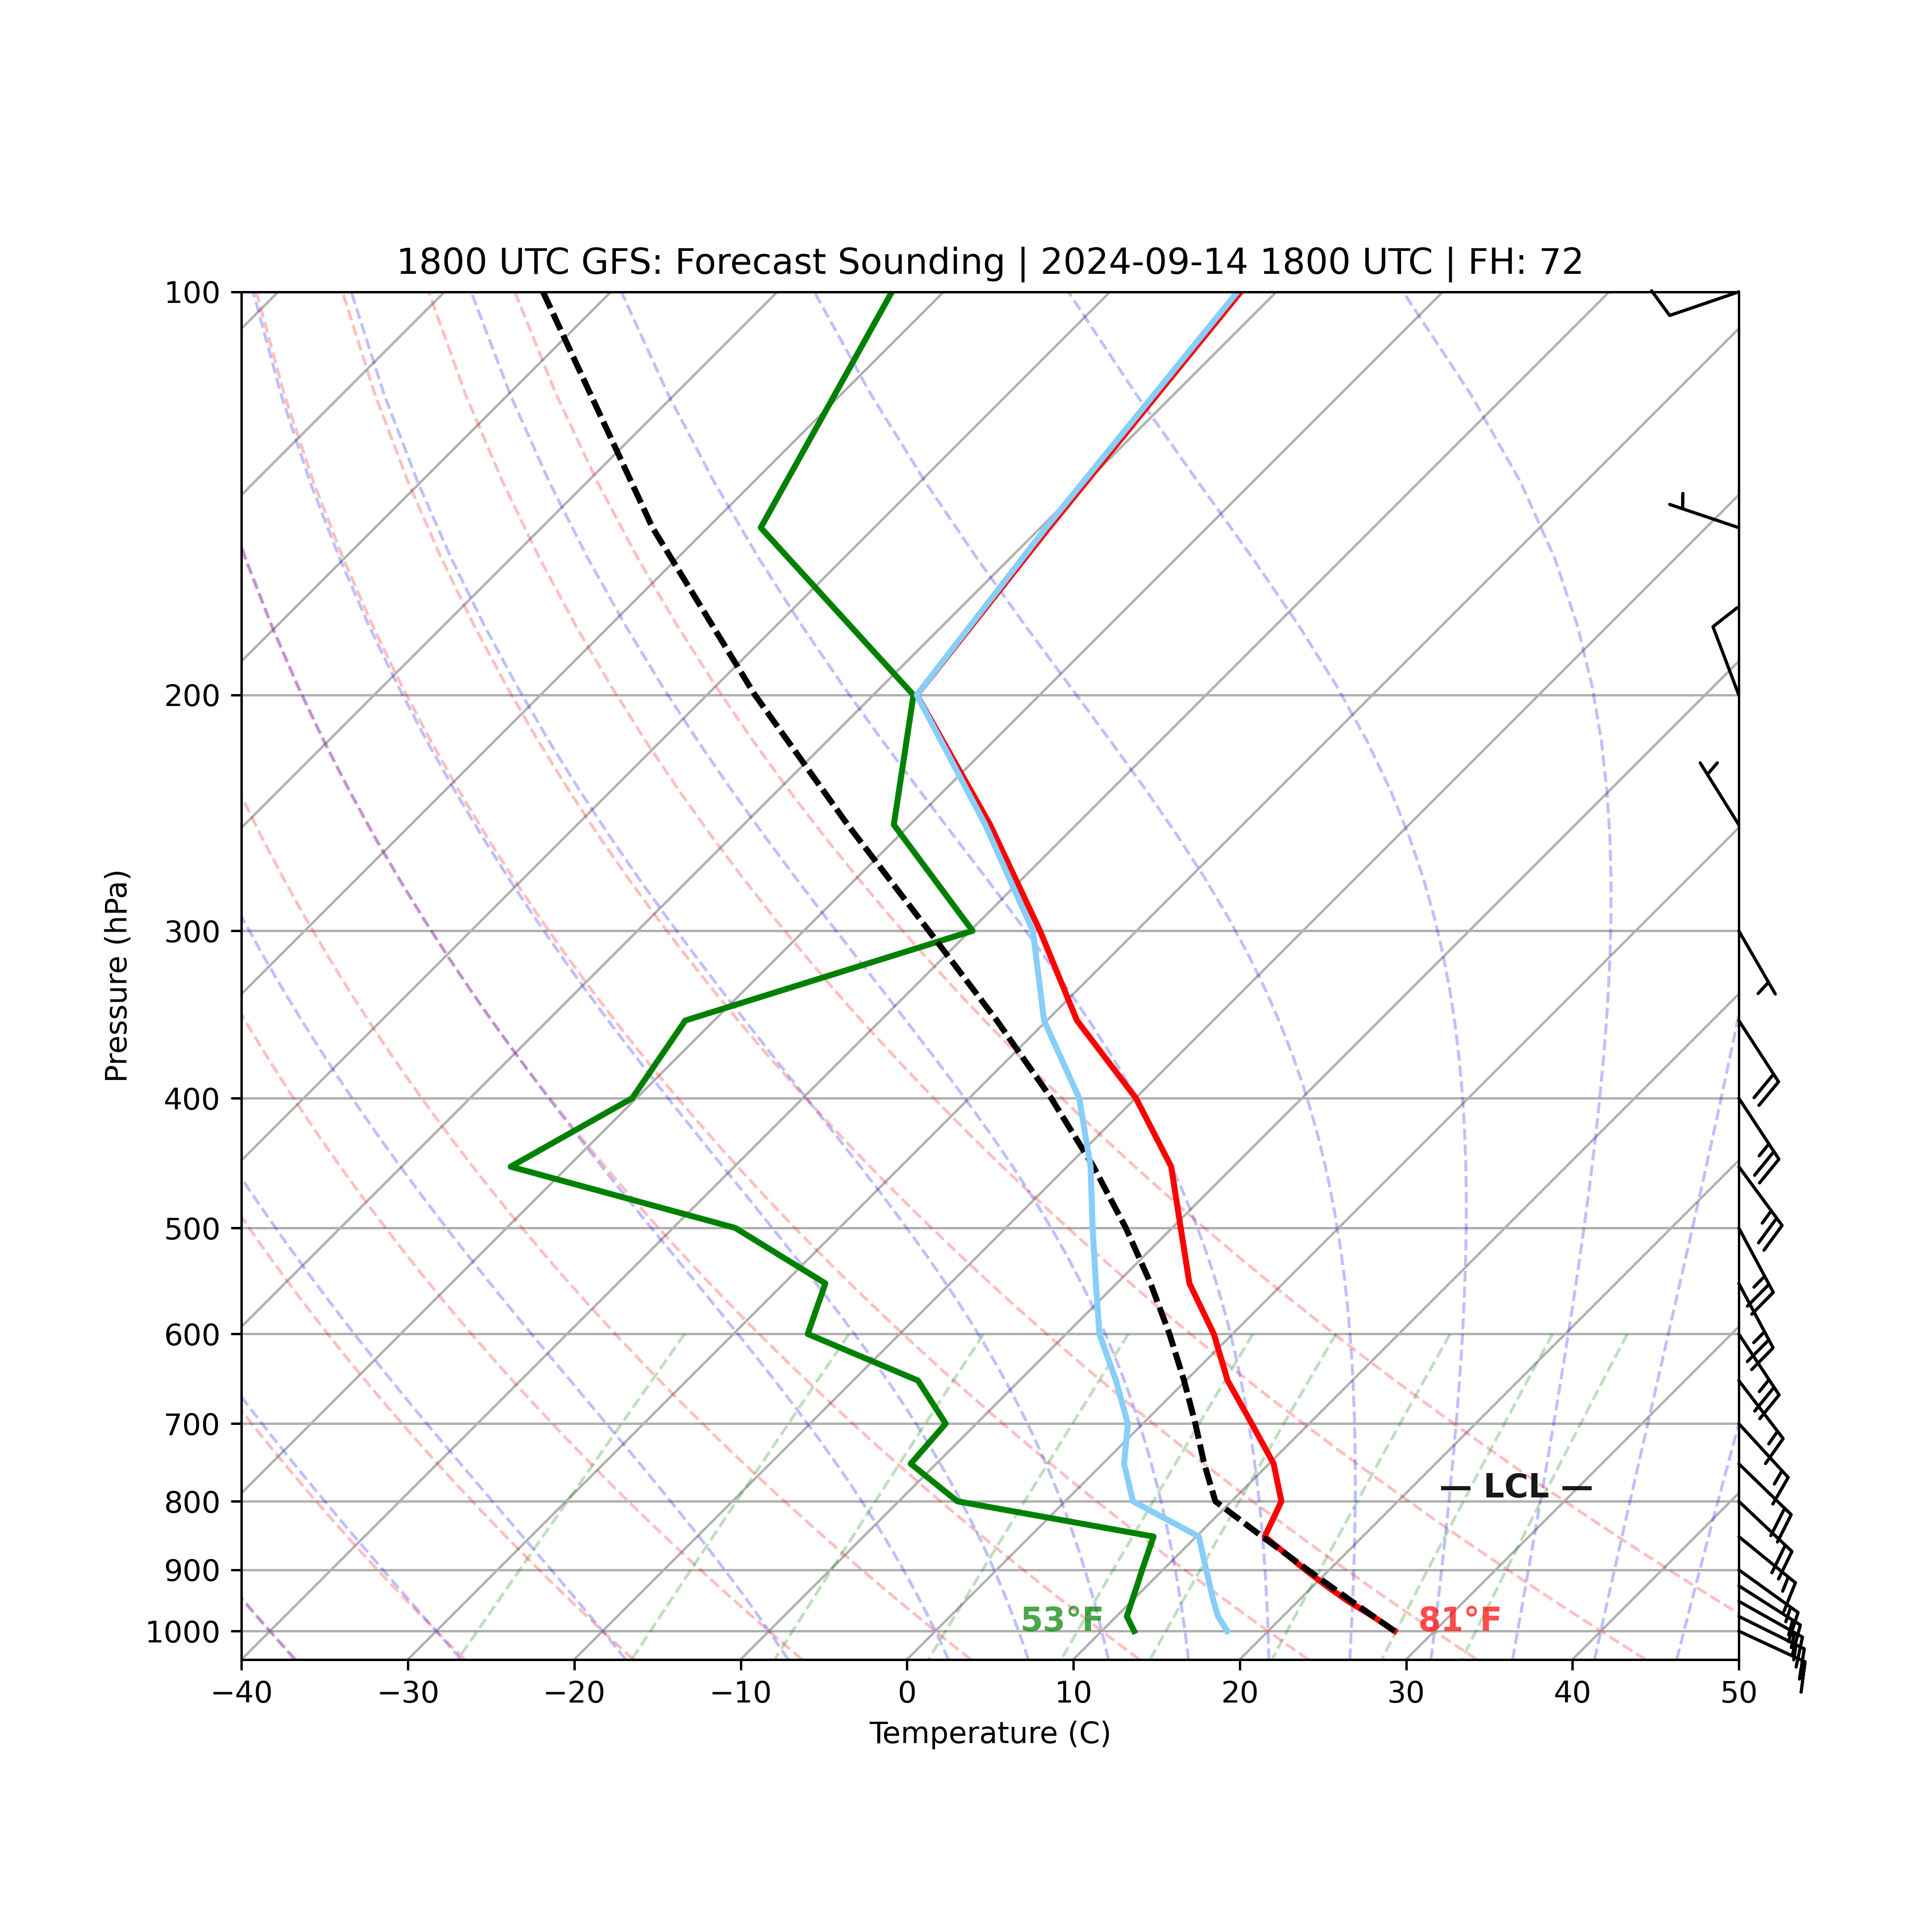 1800 UTC GFS: Forecast Sounding | 2024-09-14 1800 UTC | FH: 72
100
200
300
400
500
600
700
800
900
1000
Pressure (hPa)
— LCL —
53°F
81°F
−40 −30 −20 −10 0 10 20 30 40 50
Temperature (C)